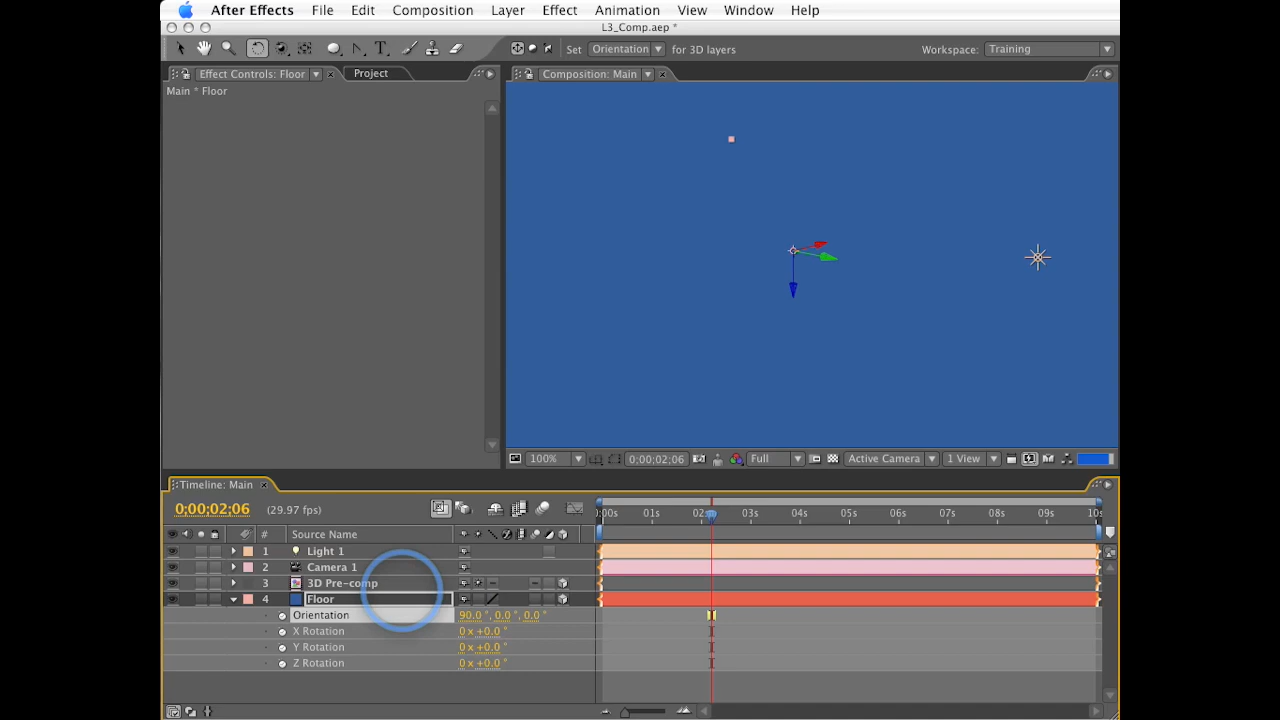 After Effects File Edit Composition Layer Effect Animation View Window Help
L3_Comp.aep *
Set Orientation for 3D layers Workspace: Training
Effect Controls: Floor Project Composition: Main
Main * Floor
100% 0;00;02;06 Full Active Camera 1 View
Timeline: Main
0;00;02;06 (29.97 fps)
:00s 01s 02s 03s 04s 05s 06s 07s 08s 09s 10s
# Source Name
1 Light 1
2 Camera 1
3 3D Pre-comp
4 Floor
Orientation 90.0 °, 0.0 °, 0.0 °
X Rotation 0 x +0.0 °
Y Rotation 0 x +0.0 °
Z Rotation 0 x +0.0 °